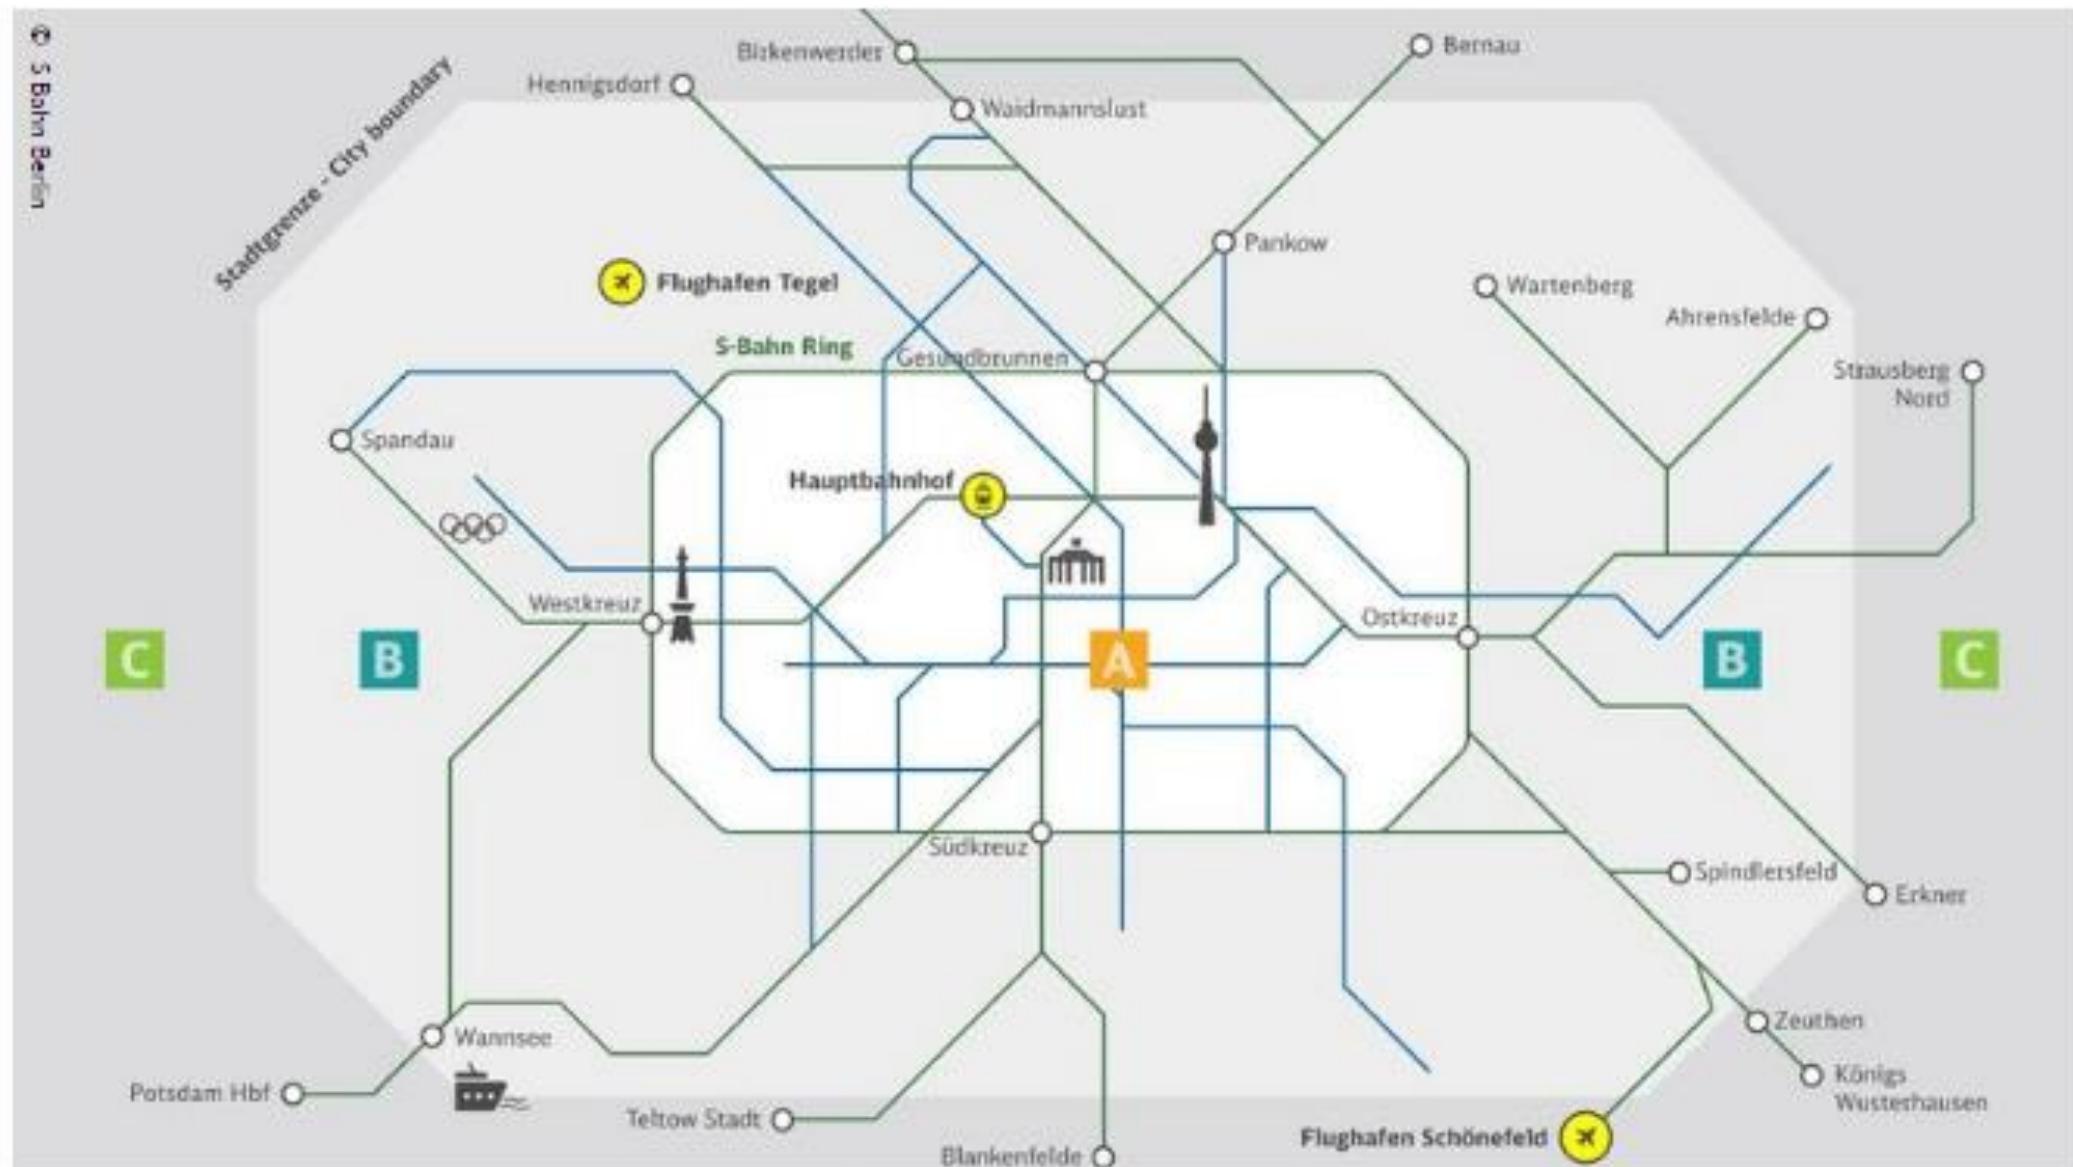 © S Bahn Berlin
Stadtgrenze - City boundary
Birkenwerder
Bernau
Hennigsdorf
Waidmannslust
Pankow
Flughafen Tegel
Wartenberg
Ahrensfelde
S-Bahn Ring
Gesundbrunnen
Strausberg
Nord
Spandau
Hauptbahnhof
Westkreuz
Ostkreuz
C
B
A
B
C
Südkreuz
Spindlersfeld
Erkner
Wannsee
Zeuthen
Potsdam Hbf
Königs
Wusterhausen
Teltow Stadt
Flughafen Schönefeld
Blankenfelde